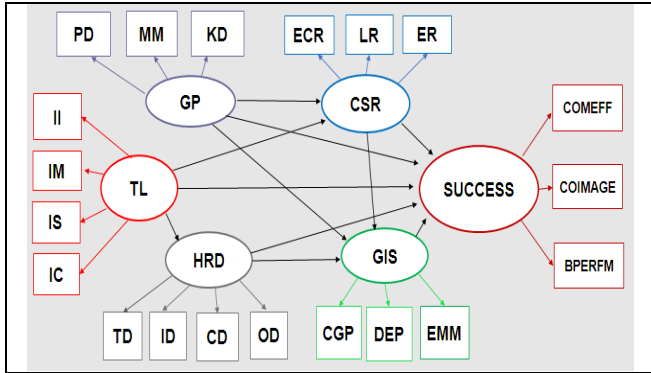 PD
MM
KD
ECR
LR
ER
GP
CSR
II
IM
IS
IC
TL
SUCCESS
COMEFF
COIMAGE
BPERFM
HRD
GIS
TD
ID
CD
OD
CGP
DEP
EMM